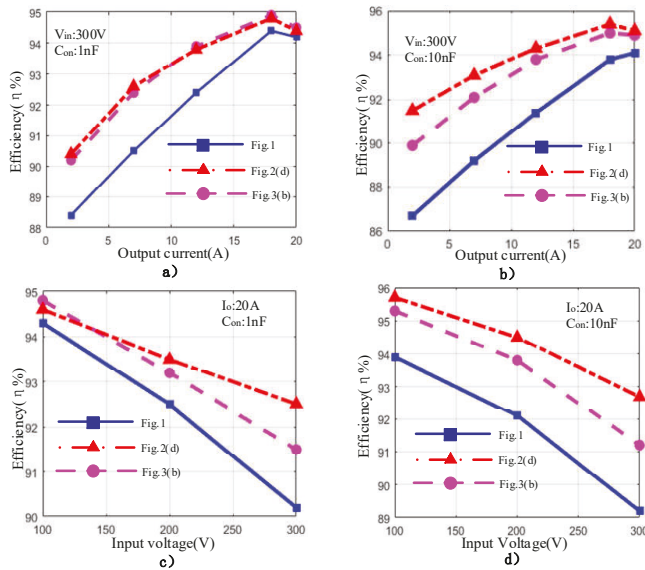 95
94
93
92
91
90
89
88
Efficiency( η %)
Vin:300V
Con:1nF
Fig.1
Fig.2(d)
Fig.3(b)
0 5 10 15 20
Output current(A)
a)
96
94
92
90
88
86
Efficiency( η %)
Vin:300V
Con:10nF
Fig.1
Fig.2(d)
Fig.3(b)
0 5 10 15 20
Output current(A)
b)
95
94
93
92
91
90
Efficiency( η %)
Io:20A
Con:1nF
Fig.1
Fig.2(d)
Fig.3(b)
100 150 200 250 300
Input voltage(V)
c)
96
95
94
93
92
91
90
89
Efficiency( η %)
Io:20A
Con:10nF
Fig.1
Fig.2(d)
Fig.3(b)
100 150 200 250 300
Input Voltage(V)
d)